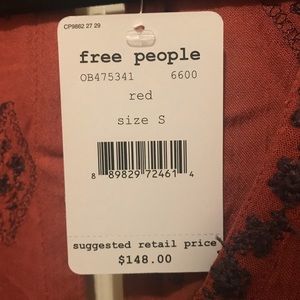 CP9862 27 29
free people
OB475341 6600
red
size S
8 89829 72461 4
suggested retail price
$148.00